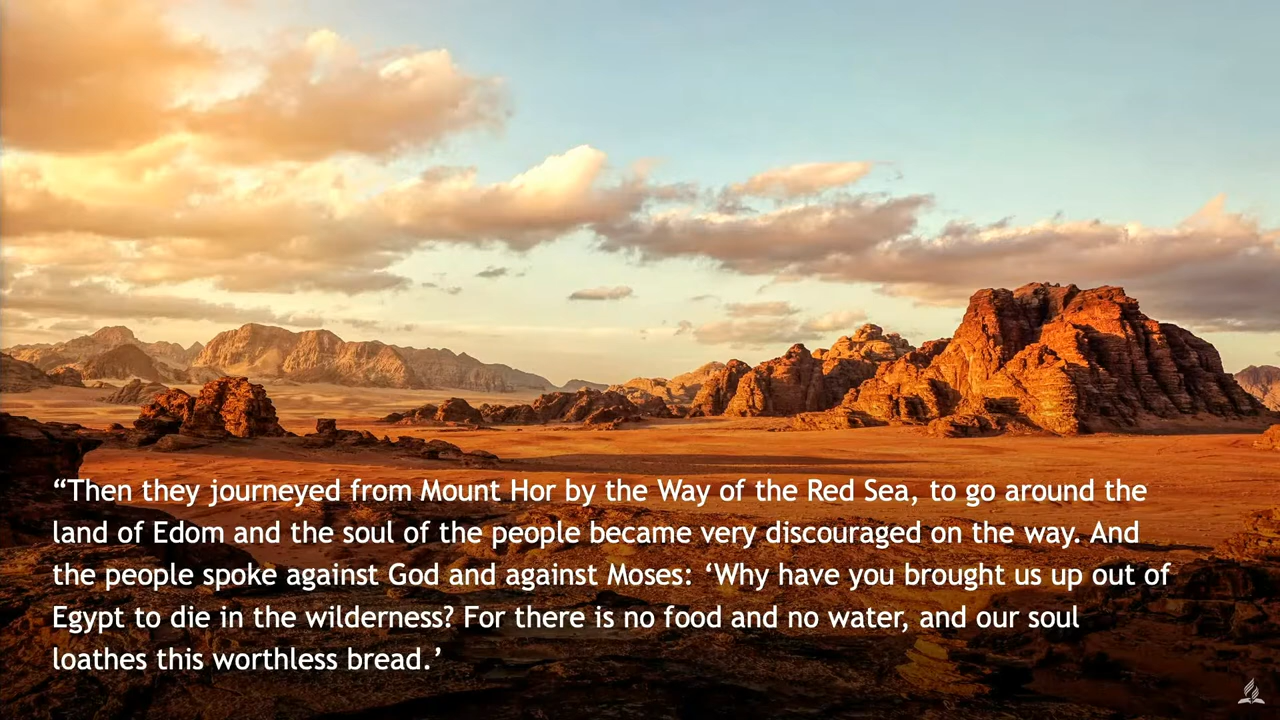 “Then they journeyed from Mount Hor by the Way of the Red Sea, to go around the
land of Edom and the soul of the people became very discouraged on the way. And
the people spoke against God and against Moses: ‘Why have you brought us up out of
Egypt to die in the wilderness? For there is no food and no water, and our soul
loathes this worthless bread.’